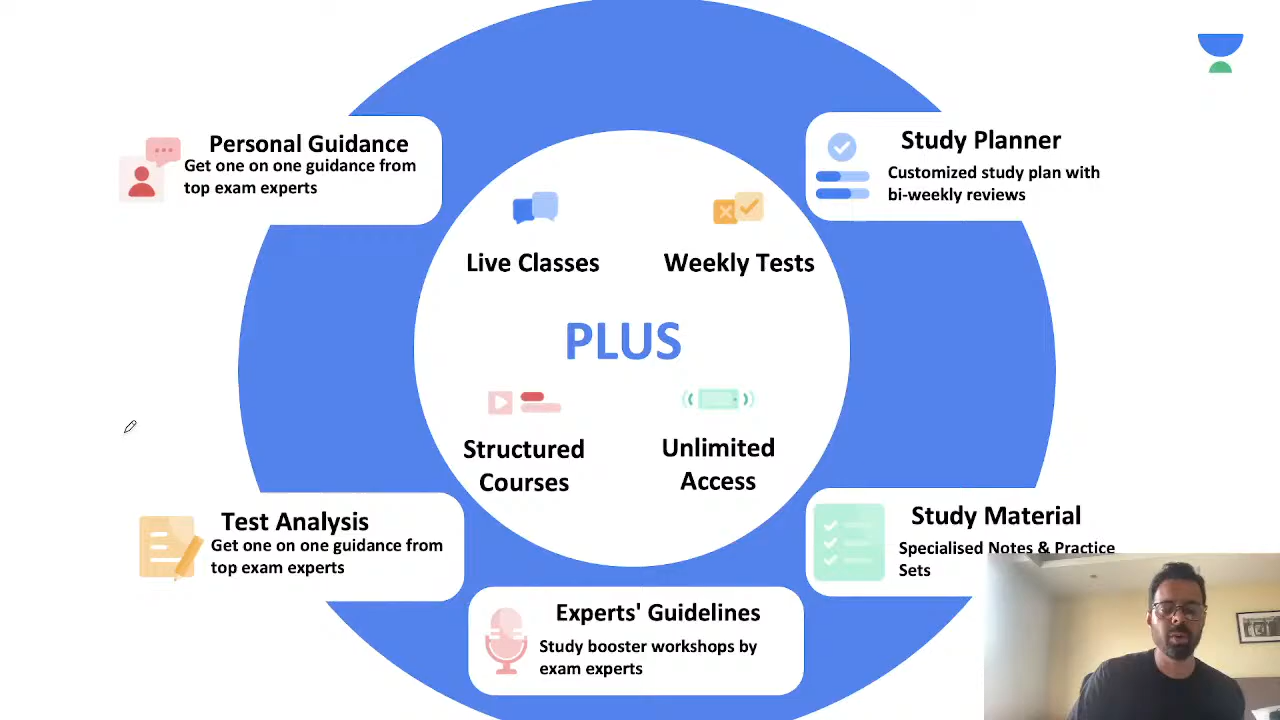 Personal Guidance
Get one on one guidance from
top exam experts
Study Planner
Customized study plan with
bi-weekly reviews
Live Classes
Weekly Tests
PLUS
Structured
Courses
Unlimited
Access
Test Analysis
Get one on one guidance from
top exam experts
Study Material
Specialised Notes & Practice
Sets
Experts' Guidelines
Study booster workshops by
exam experts